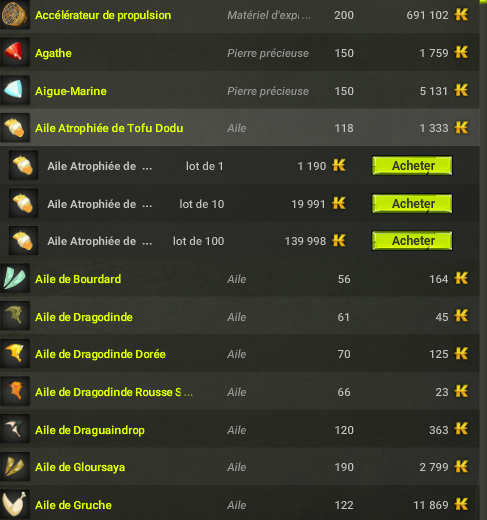 Accélérateur de propulsion Matériel d'expl ... 200 691 102
Agathe Pierre précieuse 150 1 759
Aigue-Marine Pierre précieuse 150 5 131
Aile Atrophiée de Tofu Dodu Aile 118 1 333
Aile Atrophiée de ... lot de 1 1 190 Acheter
Aile Atrophiée de ... lot de 10 19 991 Acheter
Aile Atrophiée de ... lot de 100 139 998 Acheter
Aile de Bourdard Aile 56 164
Aile de Dragodinde Aile 61 45
Aile de Dragodinde Dorée Aile 70 125
Aile de Dragodinde Rousse S ... Aile 66 23
Aile de Draguaindrop Aile 120 363
Aile de Gloursaya Aile 190 2 799
Aile de Gruche Aile 122 11 869